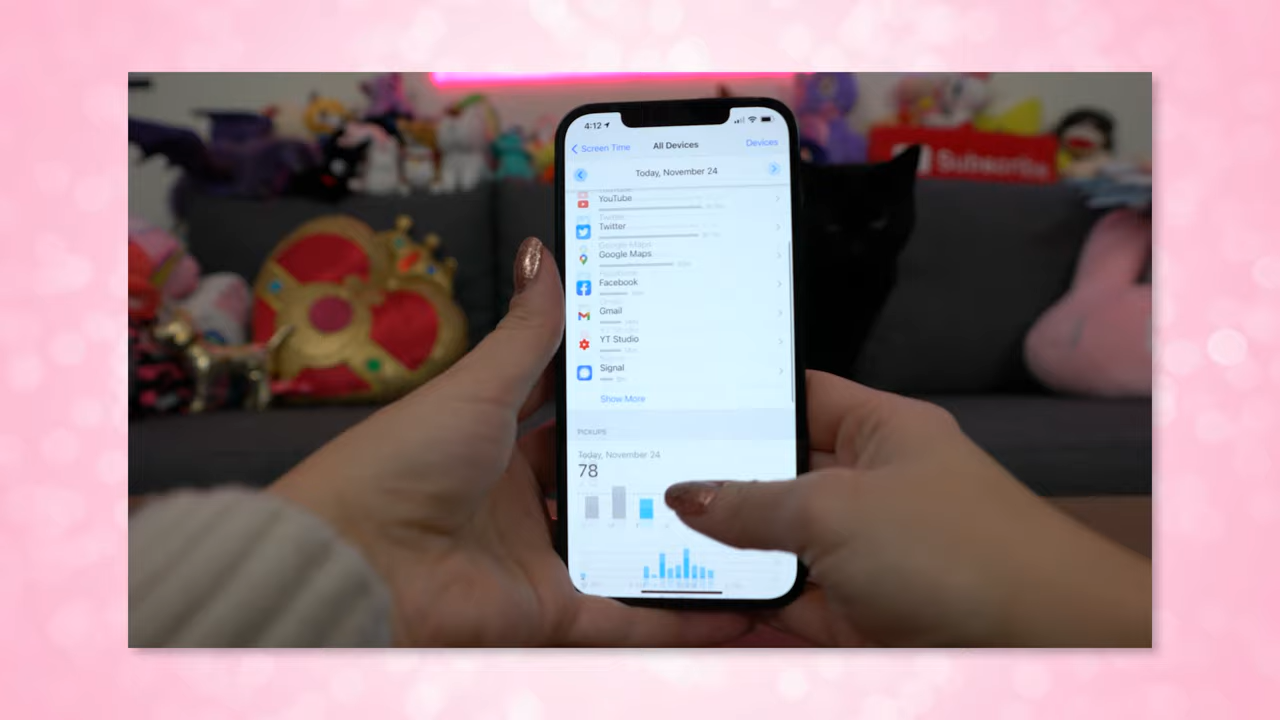 4:12
Screen Time
All Devices
Devices
Today, November 24
YouTube
Twitter
Google Maps
Facebook
Gmail
YT Studio
Signal
Show More
PICKUPS
Today, November 24
78
Subscribe